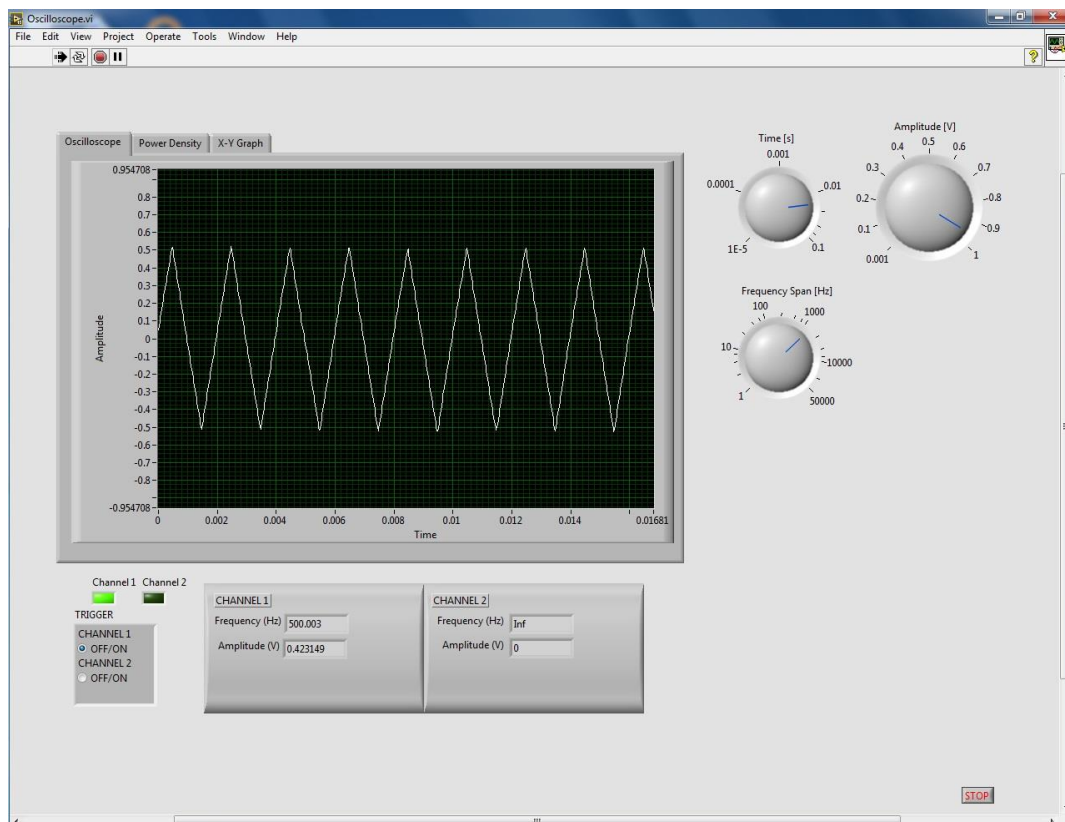 Oscilloscope.vi
File Edit View Project Operate Tools Window Help
Oscilloscope Power Density X-Y Graph
0.954708
0.8
0.7
0.6
0.5
0.4
0.3
0.2
0.1
0
-0.1
-0.2
-0.3
-0.4
-0.5
-0.6
-0.7
-0.8
-0.954708
Amplitude
0 0.002 0.004 0.006 0.008 0.01 0.012 0.014 0.01681
Time
Time [s]
0.001
0.0001 0.01
1E-5 0.1
Amplitude [V]
0.5
0.4 0.6
0.3 0.7
0.2 0.8
0.1 0.9
0.001 1
Frequency Span [Hz]
100 1000
10 10000
1 50000
Channel 1 Channel 2
TRIGGER
CHANNEL 1
OFF/ON
CHANNEL 2
OFF/ON
CHANNEL 1
Frequency (Hz) 500.003
Amplitude (V) 0.423149
CHANNEL 2
Frequency (Hz) Inf
Amplitude (V) 0
STOP